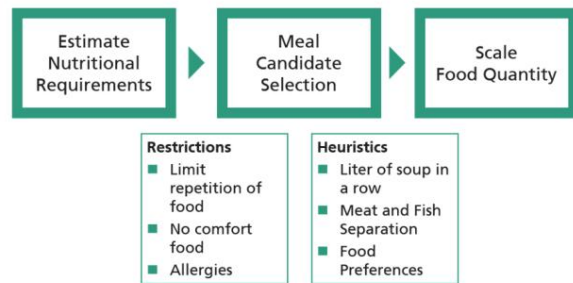 Estimate
Nutritional
Requirements
Meal
Candidate
Selection
Scale
Food Quantity
Restrictions
Limit
repetition of
food
No comfort
food
Allergies
Heuristics
Liter of soup in
a row
Meat and Fish
Separation
Food
Preferences